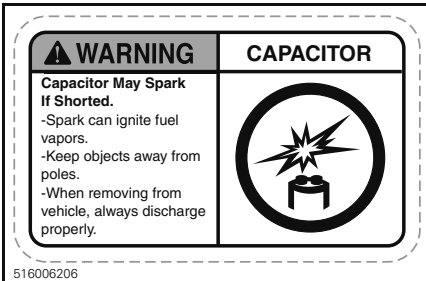 WARNING
CAPACITOR
Capacitor May Spark
If Shorted.
-Spark can ignite fuel
vapors.
-Keep objects away from
poles.
-When removing from
vehicle, always discharge
properly.
516006206